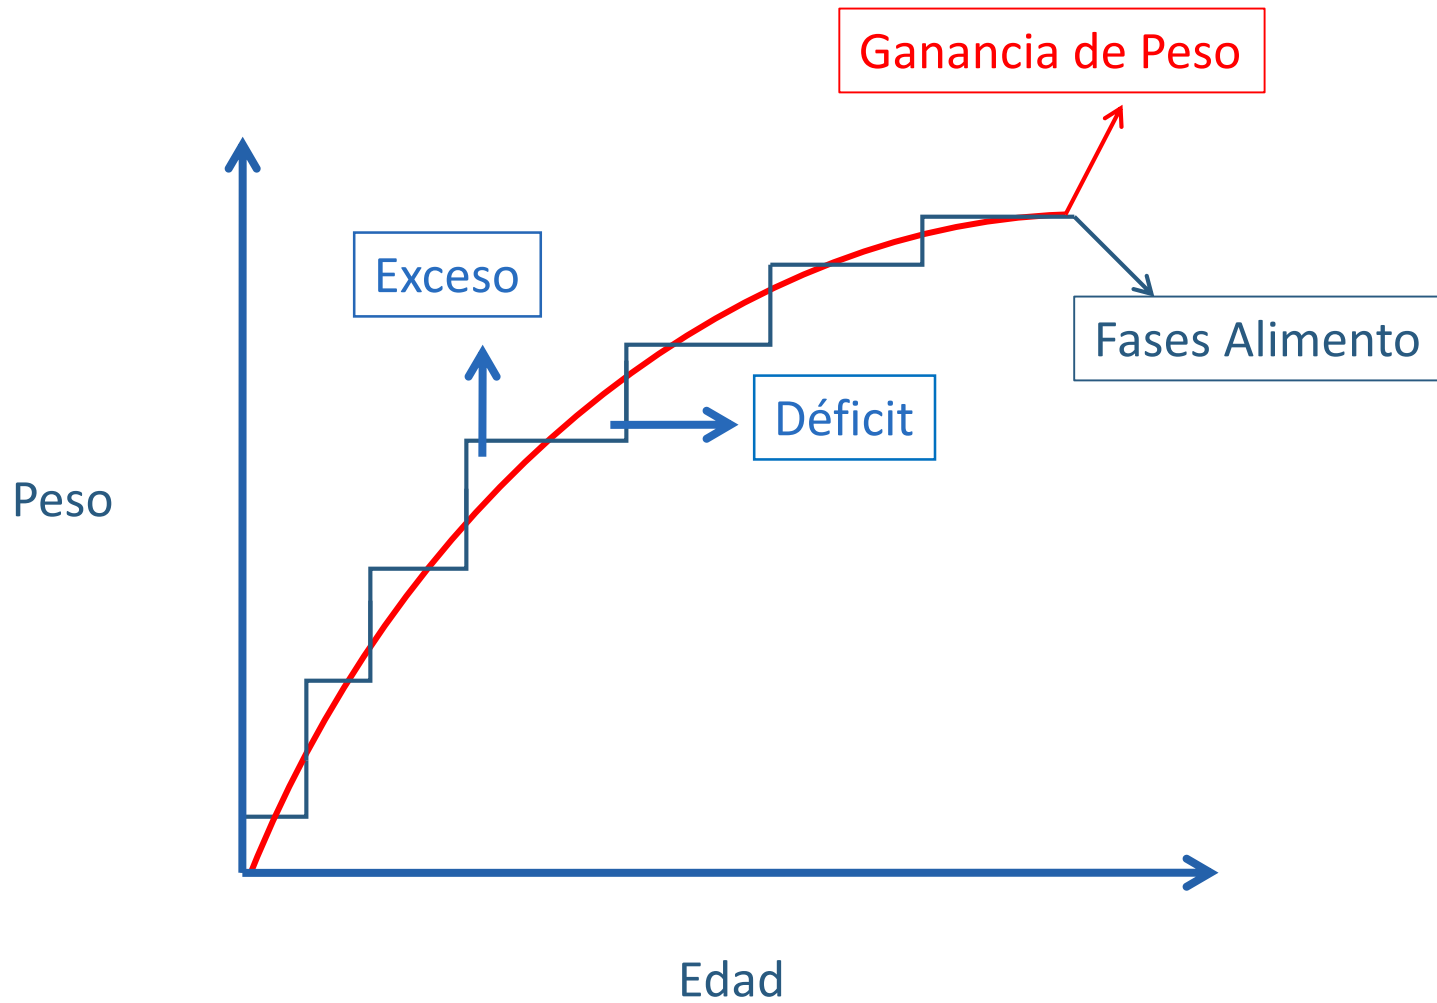 Ganancia de Peso
Exceso
Fases Alimento
Déficit
Peso
Edad